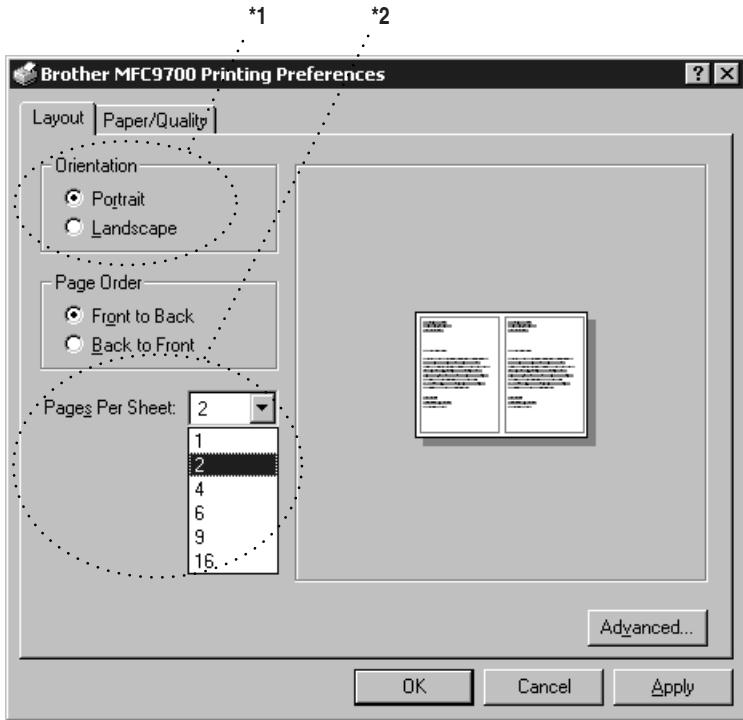 *1 *2
Brother MFC9700 Printing Preferences
Layout Paper/Quality
Orientation
Portrait
Landscape
Page Order
Front to Back
Back to Front
Pages Per Sheet: 2
1
2
4
6
9
16
Advanced...
OK Cancel Apply